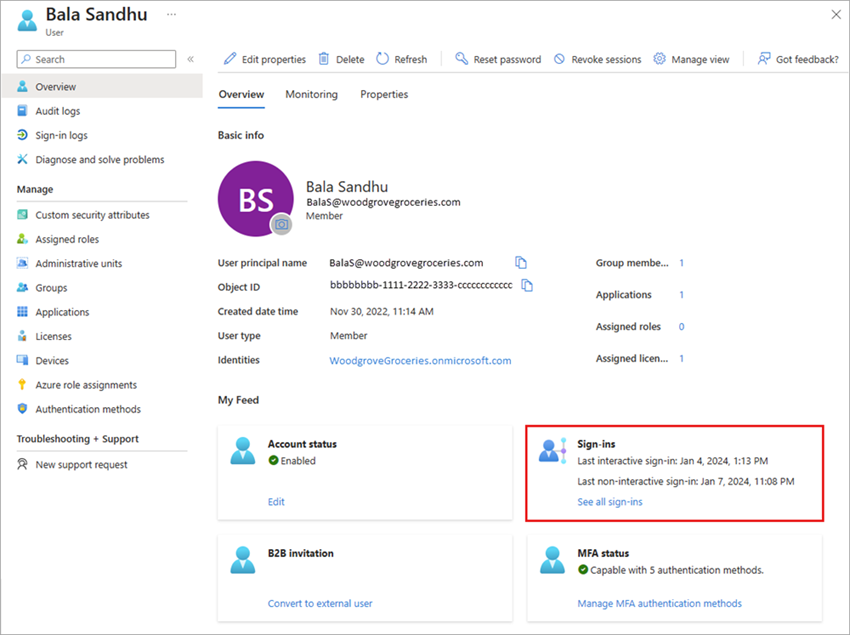 Bala Sandhu ...
User
Search
«
Edit properties
Delete
Refresh
Reset password
Revoke sessions
Manage view
Got feedback?
Overview
Audit logs
Sign-in logs
Diagnose and solve problems
Manage
Custom security attributes
Assigned roles
Administrative units
Groups
Applications
Licenses
Devices
Azure role assignments
Authentication methods
Troubleshooting + Support
New support request
Overview
Monitoring
Properties
Basic info
BS
Bala Sandhu
BalaS@woodgrovegroceries.com
Member
User principal name
BalaS@woodgrovegroceries.com
Object ID
bbbbbbbb-1111-2222-3333-cccccccccccc
Created date time
Nov 30, 2022, 11:14 AM
User type
Member
Identities
WoodgroveGroceries.onmicrosoft.com
Group membe... 1
Applications 1
Assigned roles 0
Assigned licen... 1
My Feed
Account status
Enabled
Edit
Sign-ins
Last interactive sign-in: Jan 4, 2024, 1:13 PM
Last non-interactive sign-in: Jan 7, 2024, 11:08 PM
See all sign-ins
B2B invitation
Convert to external user
MFA status
Capable with 5 authentication methods.
Manage MFA authentication methods